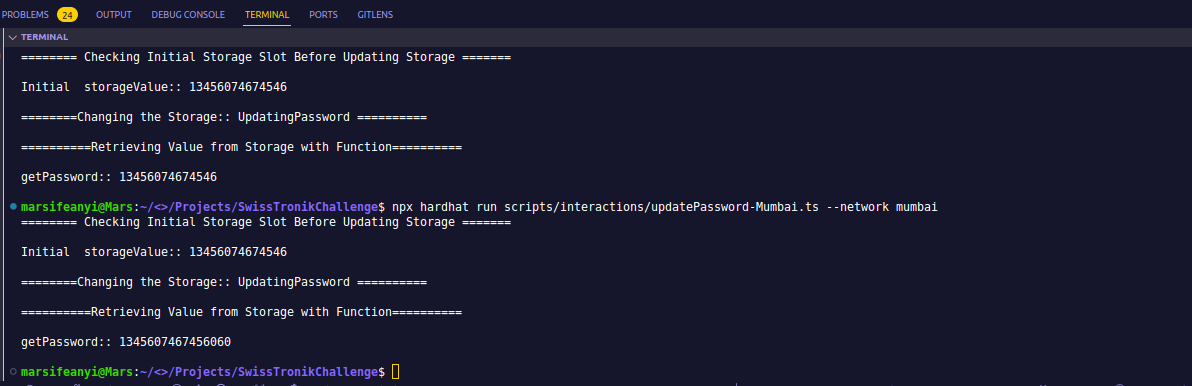 PROBLEMS 24 OUTPUT DEBUG CONSOLE TERMINAL PORTS GITLENS
TERMINAL
======== Checking Initial Storage Slot Before Updating Storage =======
Initial  storageValue:: 13456074674546
========Changing the Storage:: UpdatingPassword ==========
==========Retrieving Value from Storage with Function==========
getPassword:: 13456074674546
marsifeanyi@Mars:~/<>/Projects/SwissTronikChallenge$ npx hardhat run scripts/interactions/updatePassword-Mumbai.ts --network mumbai
======== Checking Initial Storage Slot Before Updating Storage =======
Initial  storageValue:: 13456074674546
========Changing the Storage:: UpdatingPassword ==========
==========Retrieving Value from Storage with Function==========
getPassword:: 1345607467456060
marsifeanyi@Mars:~/<>/Projects/SwissTronikChallenge$